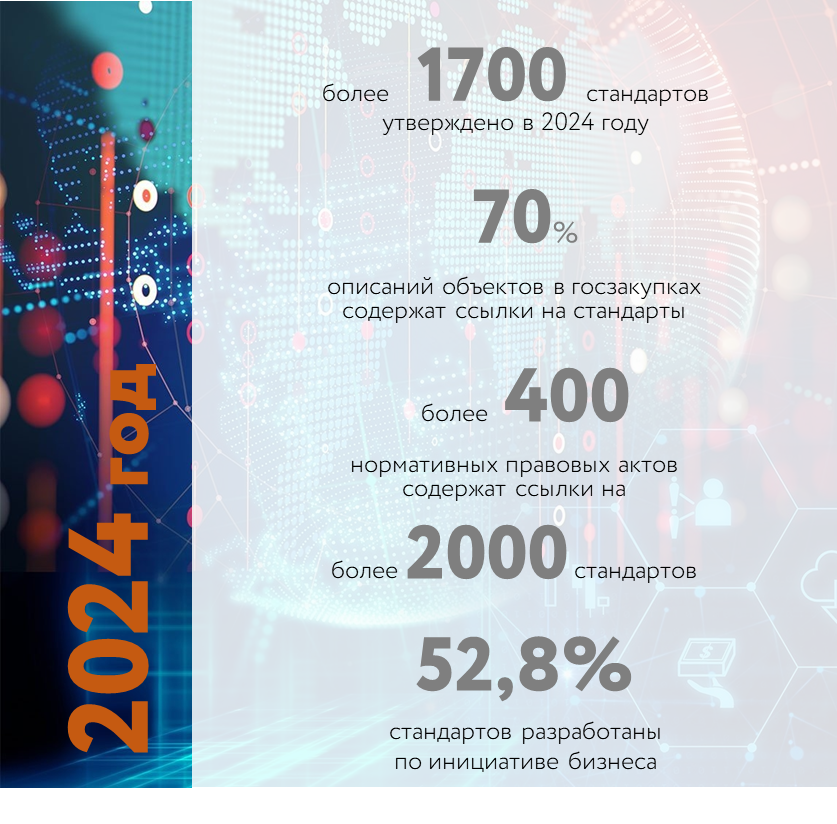 2024 год
более 1700 стандартов
утверждено в 2024 году
70%
описаний объектов в госзакупках
содержат ссылки на стандарты
более 400
нормативных правовых актов
содержат ссылки на
более 2000 стандартов
52,8%
стандартов разработаны
по инициативе бизнеса